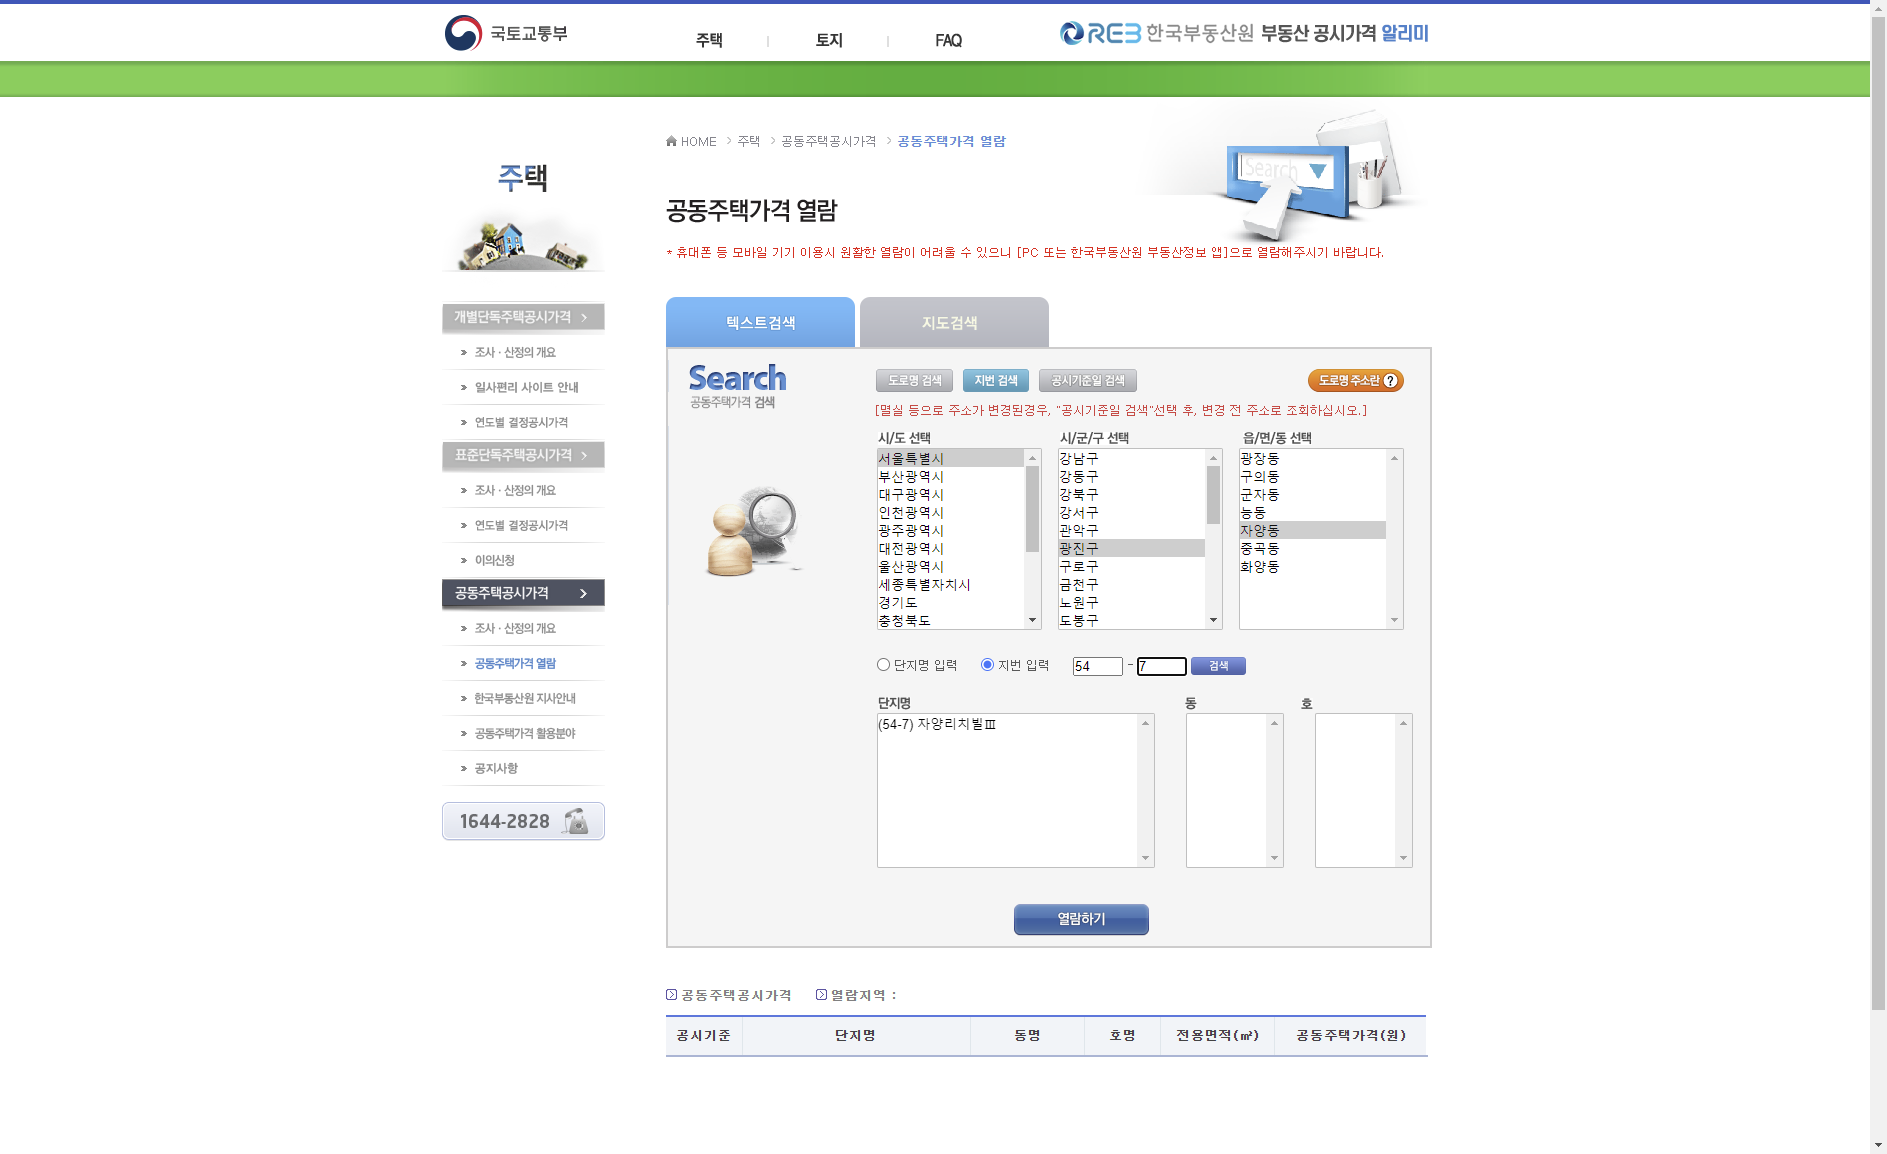 국토교통부
주택
토지
FAQ
REB 한국부동산원 부동산 공시가격 알리미
HOME 주택 공동주택공시가격 공동주택가격 열람
Search
주택
공동주택가격 열람
* 휴대폰 등 모바일 기기 이용시 원활한 열람이 어려울 수 있으니 [PC 또는 한국부동산원 부동산정보 앱]으로 열람해주시기 바랍니다.
개별단독주택공시가격
조사 · 산정의 개요
일사편리 사이트 안내
연도별 결정공시가격
표준단독주택공시가격
조사 · 산정의 개요
연도별 결정공시가격
이의신청
공동주택공시가격
조사 · 산정의 개요
공동주택가격 열람
한국부동산원 지사안내
공동주택가격 활용분야
공지사항
1644-2828
텍스트검색
지도검색
Search
공동주택가격 검색
도로명 검색
지번 검색
공시기준일 검색
도로명 주소란 ?
[멸실 등으로 주소가 변경된경우, "공시기준일 검색"선택 후, 변경 전 주소로 조회하십시오.]
시/도 선택
서울특별시
부산광역시
대구광역시
인천광역시
광주광역시
대전광역시
울산광역시
세종특별자치시
경기도
충청북도
시/군/구 선택
강남구
강동구
강북구
강서구
관악구
광진구
구로구
금천구
노원구
도봉구
읍/면/동 선택
광장동
구의동
군자동
능동
자양동
중곡동
화양동
단지명 입력
지번 입력
54 - 7
검색
단지명
(54-7) 자양리치빌Ⅲ
동
호
열람하기
공동주택공시가격
열람지역 :
공시기준
단지명
동명
호명
전용면적(㎡)
공동주택가격(원)